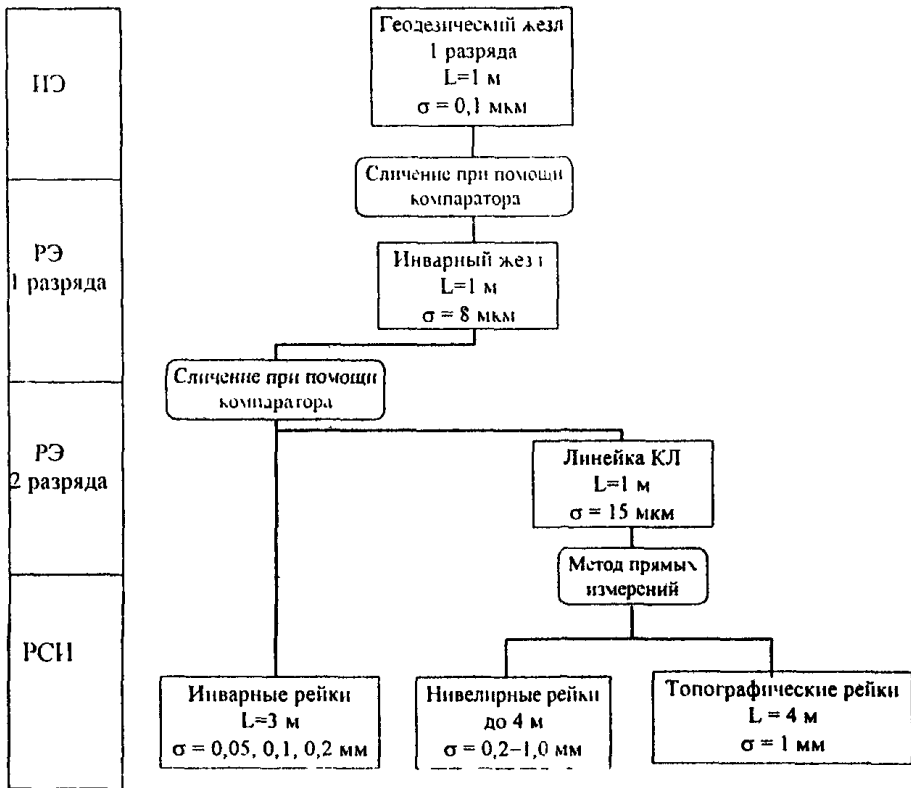 Геодезический жезл
1 разряда
L=1 м
σ = 0,1 мкм
ИЭ
Сличение при помощи
компаратора
РЭ
1 разряда
Инварный жезл
L=1 м
σ = 8 мкм
Сличение при помощи
компаратора
РЭ
2 разряда
Линейка КЛ
L=1 м
σ = 15 мкм
Метод прямых
измерений
РСИ
Инварные рейки
L=3 м
σ = 0,05, 0,1, 0,2 мм
Нивелирные рейки
до 4 м
σ = 0,2–1,0 мм
Топографические рейки
L = 4 м
σ = 1 мм